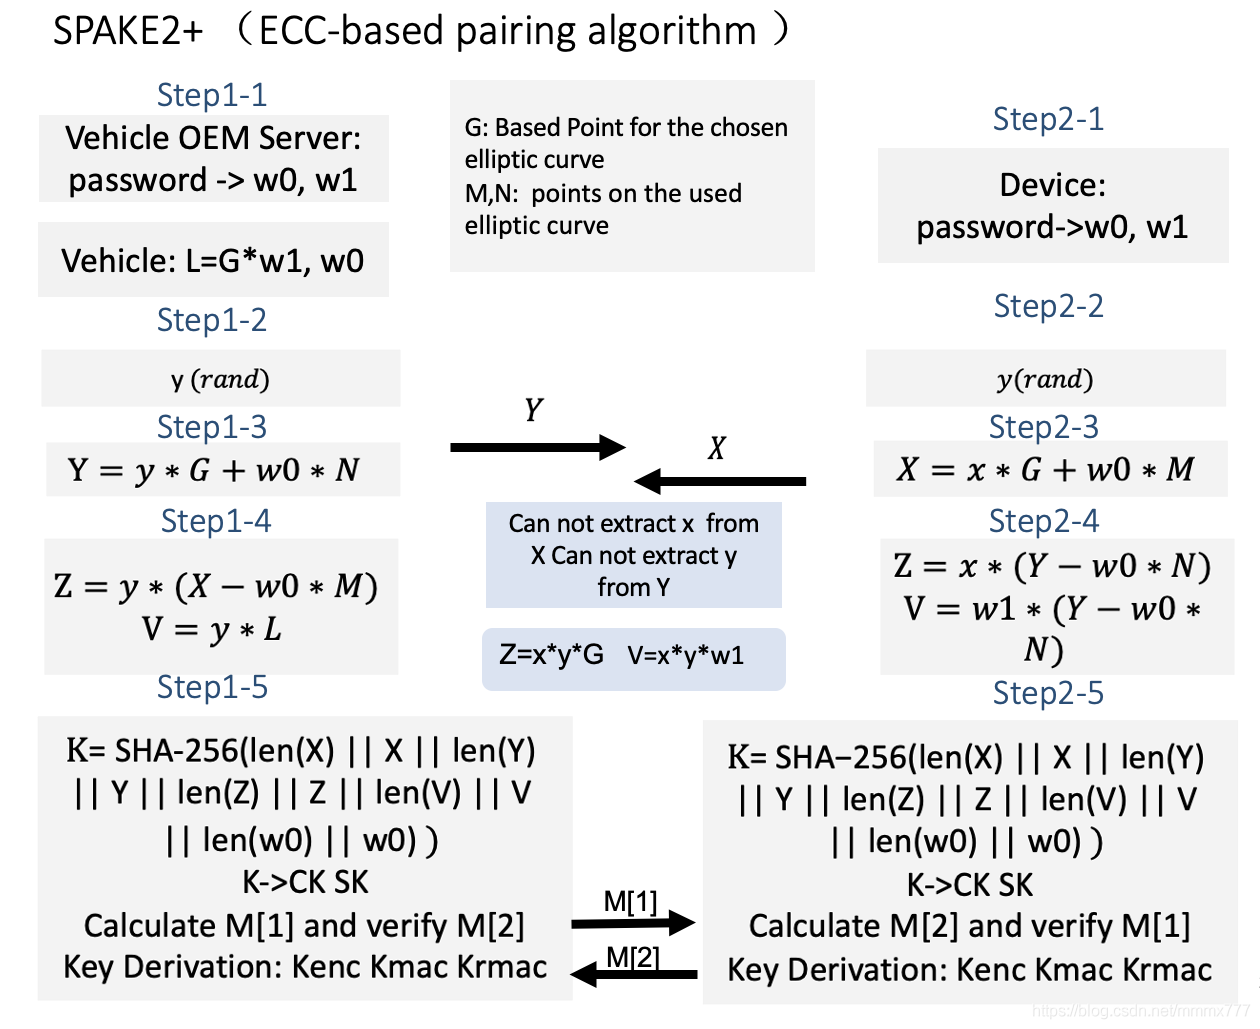 SPAKE2+ （ECC-based pairing algorithm ）
Step1-1
Vehicle OEM Server:
password -> w0, w1
Vehicle: L=G*w1, w0
G: Based Point for the chosen
elliptic curve
M,N: points on the used
elliptic curve
Step2-1
Device:
password->w0, w1
Step1-2
y (rand)
Step2-2
y(rand)
Step1-3
Y = y * G + w0 * N
Y
X
Step2-3
X = x * G + w0 * M
Step1-4
Z = y * (X − w0 * M)
V = y * L
Can not extract x from
X Can not extract y
from Y
Z=x*y*G V=x*y*w1
Step2-4
Z = x * (Y − w0 * N)
V = w1 * (Y − w0 *
N)
Step1-5
K= SHA-256(len(X) || X || len(Y)
|| Y || len(Z) || Z || len(V) || V
|| len(w0) || w0) )
K->CK SK
Calculate M[1] and verify M[2]
Key Derivation: Kenc Kmac Krmac
M[1]
M[2]
Step2-5
K= SHA−256(len(X) || X || len(Y)
|| Y || len(Z) || Z || len(V) || V
|| len(w0) || w0) )
K->CK SK
Calculate M[2] and verify M[1]
Key Derivation: Kenc Kmac Krmac
https://blog.csdn.net/mmmx777